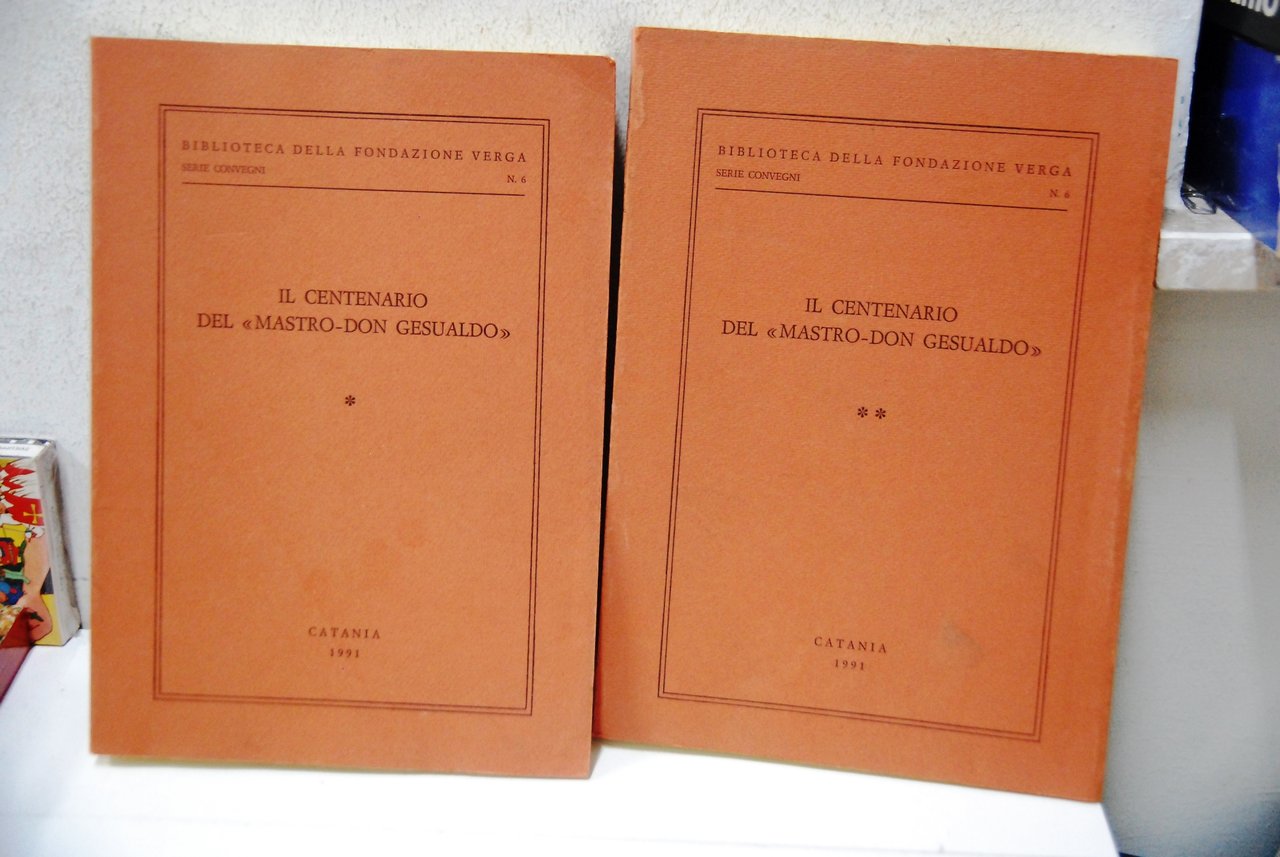 BIBLIOTECA DELLA FONDAZIONE VERGA
SERIE CONVEGNI
N. 6
IL CENTENARIO
DEL «MASTRO-DON GESUALDO»
*
CATANIA
1991
BIBLIOTECA DELLA FONDAZIONE VERGA
SERIE CONVEGNI
N. 6
IL CENTENARIO
DEL «MASTRO-DON GESUALDO»
**
CATANIA
1991